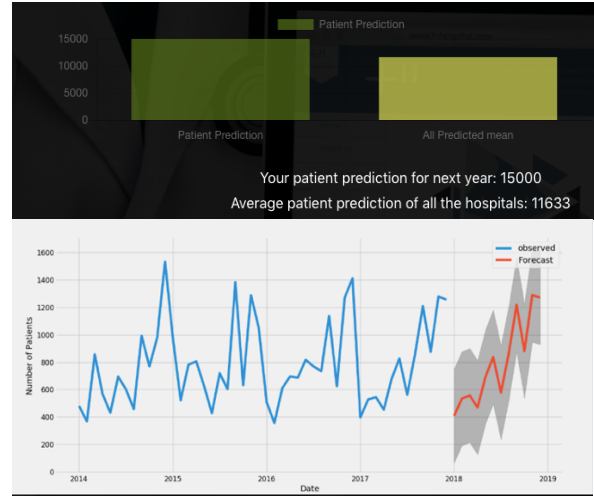 Patient Prediction
15000
10000
5000
0
Patient Prediction All Predicted mean
Your patient prediction for next year: 15000
Average patient prediction of all the hospitals: 11633
observed
Forecast
1600
1400
1200
1000
800
600
400
200
0
Number of Patients
2014 2015 2016 2017 2018 2019
Date